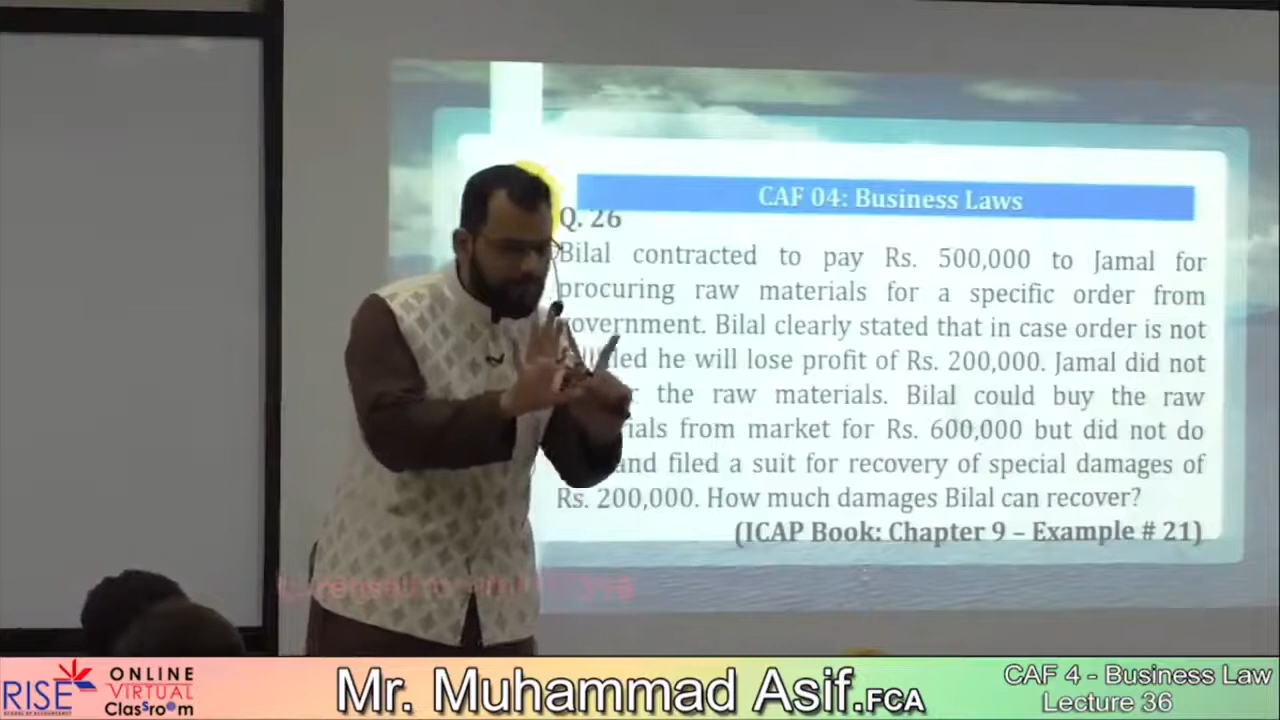 CAF 04: Business Laws
Q. 26
Bilal contracted to pay Rs. 500,000 to Jamal for
procuring raw materials for a specific order from
government. Bilal clearly stated that in case order is not
led he will lose profit of Rs. 200,000. Jamal did not
the raw materials. Bilal could buy the raw
ials from market for Rs. 600,000 but did not do
and filed a suit for recovery of special damages of
Rs. 200,000. How much damages Bilal can recover?
(ICAP Book: Chapter 9 – Example # 21)
RISE
ONLINE
VIRTUAL
Classroom
Mr. Muhammad Asif.FCA
CAF 4 - Business Law
Lecture 36